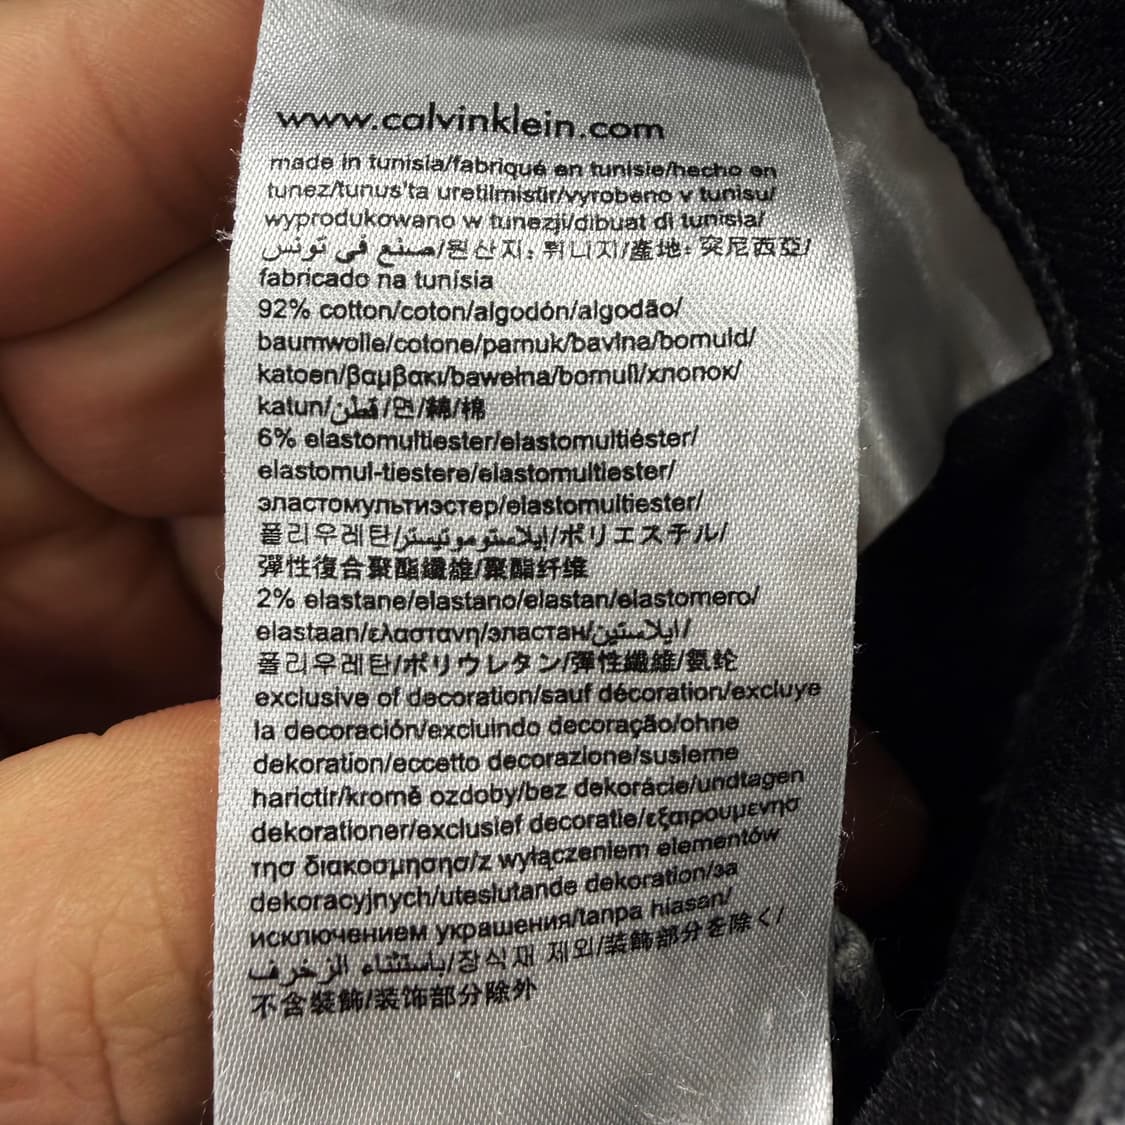 www.calvinklein.com
made in tunisia/fabriqué en tunisie/hecho en
tunez/tunus'ta uretilmistir/vyrobeno v tunisu/
wyprodukowano w tunezji/dibuat di tunisia/
صنع في تونس/원산지: 튀니지/產地: 突尼西亞/
fabricado na tunísia
92% cotton/coton/algodón/algodão/
baumwolle/cotone/pamuk/bavlna/bomuld/
katoen/βαμβακι/bawełna/bomull/хлопок/
katun/قطن/면/綿/棉
6% elastomultiester/elastomultiéster/
elastomul-tiestere/elastomultiester/
эластомультиэстер/elastomultiester/
폴리우레탄/إيلاستوموتيستر/ポリエステル/
彈性復合聚酯纖維/聚酯纤维
2% elastane/elastano/elastan/elastomero/
elastaan/ελαστανη/эластан/ايلاستين/
폴리우레탄/ポリウレタン/彈性纖維/氨纶
exclusive of decoration/sauf décoration/excluye
la decoración/excluindo decoração/ohne
dekoration/eccetto decorazione/susleme
harictir/kromě ozdoby/bez dekorácie/undtagen
dekorationer/exclusief decoratie/εξαιρουμενησ
τησ διακοσμησησ/z wyłączeniem elementów
dekoracyjnych/uteslutande dekoration/за
исключением украшения/tanpa hiasan/
باستثناء الزخرف/장식재 제외/装飾部分を除く/
不含裝飾/装饰部分除外